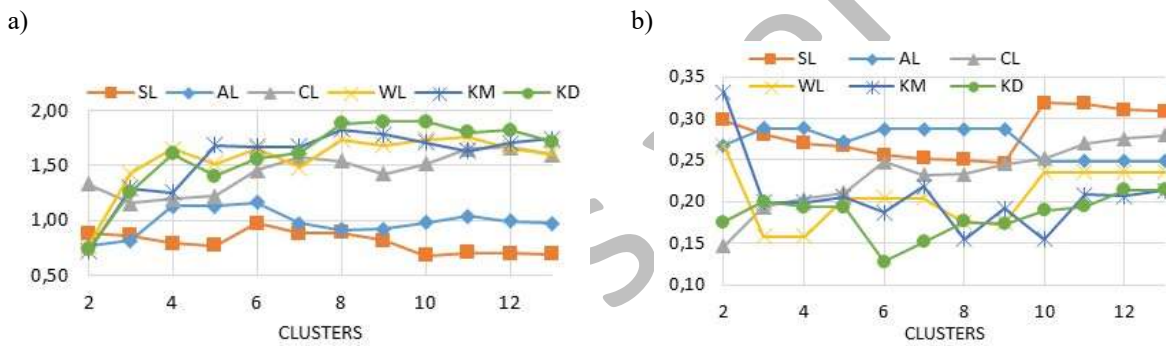 a)
SL AL CL WL KM KD
2,00
1,50
1,00
0,50
2 4 6 8 10 12
CLUSTERS
b)
SL AL CL
WL KM KD
0,35
0,30
0,25
0,20
0,15
0,10
2 4 6 8 10 12
CLUSTERS